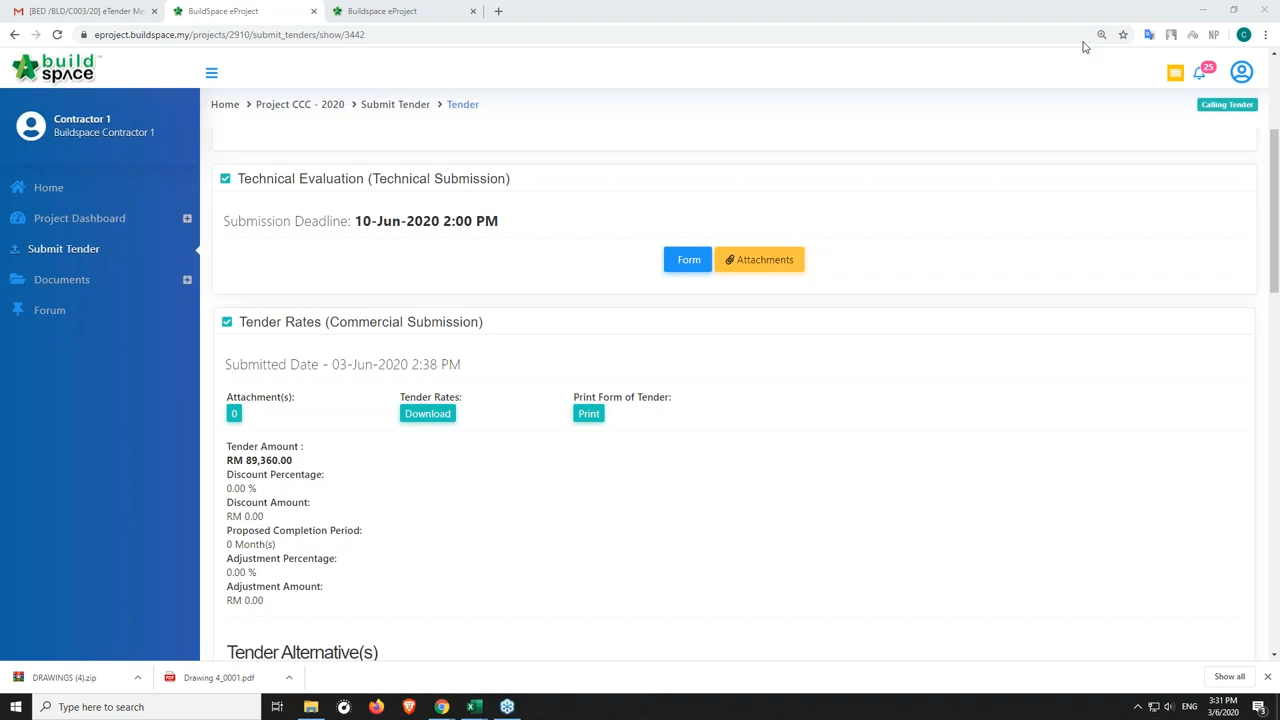 [BED /BLD/C003/20] eTender Me
BuildSpace eProject
Buildspace eProject
eproject.buildspace.my/projects/2910/submit_tenders/show/3442
NP
C
build
space
25
Contractor 1
Buildspace Contractor 1
Home > Project CCC - 2020 > Submit Tender > Tender
Calling Tender
Home
Project Dashboard
Submit Tender
Documents
Forum
Technical Evaluation (Technical Submission)
Submission Deadline: 10-Jun-2020 2:00 PM
Form
Attachments
Tender Rates (Commercial Submission)
Submitted Date - 03-Jun-2020 2:38 PM
Attachment(s):
0
Tender Rates:
Download
Print Form of Tender:
Print
Tender Amount :
RM 89,360.00
Discount Percentage:
0.00 %
Discount Amount:
RM 0.00
Proposed Completion Period:
0 Month(s)
Adjustment Percentage:
0.00 %
Adjustment Amount:
RM 0.00
Tender Alternative(s)
DRAWINGS (4).zip
Drawing 4_0001.pdf
Show all
Type here to search
ENG
3:31 PM
3/6/2020
3